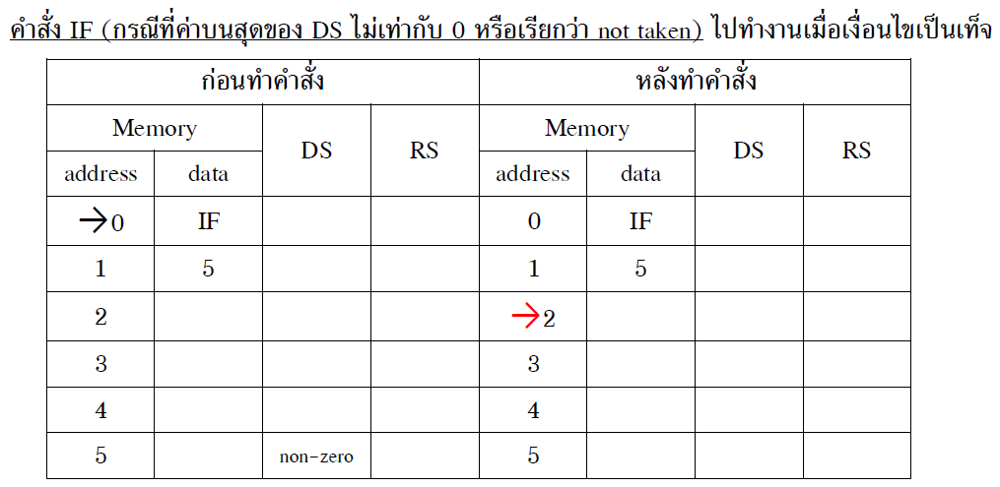 คำสั่ง IF (กรณีที่ค่าบนสุดของ DS ไม่เท่ากับ 0 หรือเรียกว่า not taken) ไปทำงานเมื่อเงื่อนไขเป็นเท็จ
ก่อนทำคำสั่ง หลังทำคำสั่ง
Memory DS RS Memory DS RS
address data address data
→0 IF 0 IF
1 5 1 5
2 →2
3 3
4 4
5 non-zero 5